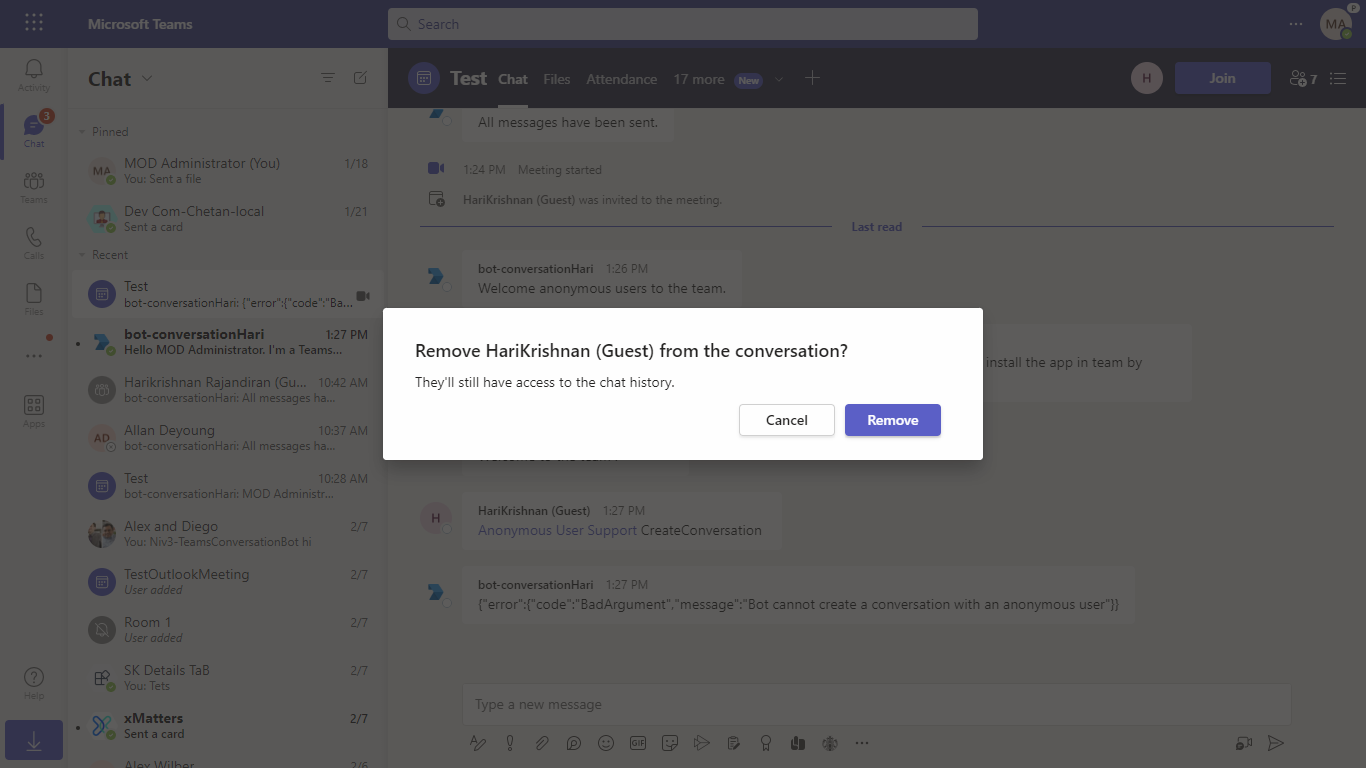 Microsoft Teams
Search
MA
P
Activity
3
Chat
Teams
Calls
Files
Apps
Help
Chat
Pinned
MA
MOD Administrator (You) 1/18
You: Sent a file
Dev Com-Chetan-local 1/21
Sent a card
Recent
Test
bot-conversationHari: {"error":{"code":"Ba...
bot-conversationHari 1:27 PM
Hello MOD Administrator. I'm a Teams...
Harikrishnan Rajandiran (Gu... 10:42 AM
bot-conversationHari: All messages ha...
AD
Allan Deyoung 10:37 AM
bot-conversationHari: All messages ha...
Test 10:28 AM
bot-conversationHari: MOD Administr...
Alex and Diego 2/7
You: Niv3-TeamsConversationBot hi
TestOutlookMeeting 2/7
User added
Room 1 2/7
User added
SK Details TaB 2/7
You: Tets
xMatters 2/7
Sent a card
Alex Wilber 2/6
Test Chat Files Attendance 17 more New
H
Join
7
All messages have been sent.
1:24 PM Meeting started
HariKrishnan (Guest) was invited to the meeting.
Last read
bot-conversationHari 1:26 PM
Welcome anonymous users to the team.
install the app in team by
Remove HariKrishnan (Guest) from the conversation?
They'll still have access to the chat history.
Cancel Remove
H
HariKrishnan (Guest) 1:27 PM
Anonymous User Support CreateConversation
bot-conversationHari 1:27 PM
{"error":{"code":"BadArgument","message":"Bot cannot create a conversation with an anonymous user"}}
Type a new message
GIF